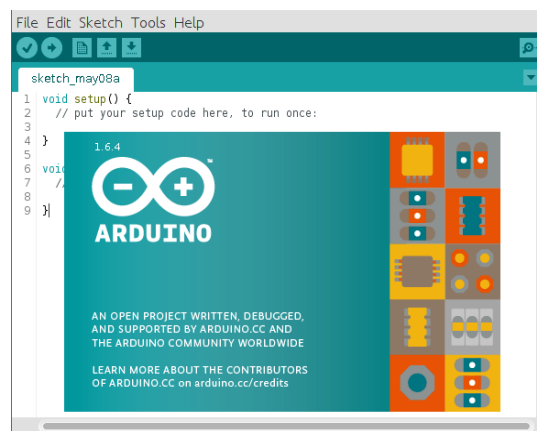 File Edit Sketch Tools Help
sketch_may08a
1 void setup() {
2 // put your setup code here, to run once:
3
4 }
5
6 voi
7 //
8
9 }
1.6.4
™
ARDUINO
AN OPEN PROJECT WRITTEN, DEBUGGED,
AND SUPPORTED BY ARDUINO.CC AND
THE ARDUINO COMMUNITY WORLDWIDE
LEARN MORE ABOUT THE CONTRIBUTORS
OF ARDUINO.CC on arduino.cc/credits